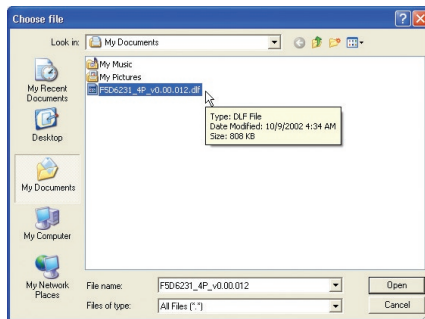 Choose file
Look in: My Documents
My Music
My Pictures
F5D6231_4P_v0.00.012.dlf
Type: DLF File
Date Modified: 10/9/2002 4:34 AM
Size: 808 KB
My Recent
Documents
Desktop
My Documents
My Computer
My Network
Places
File name: F5D6231_4P_v0.00.012 Open
Files of type: All Files (*.*) Cancel